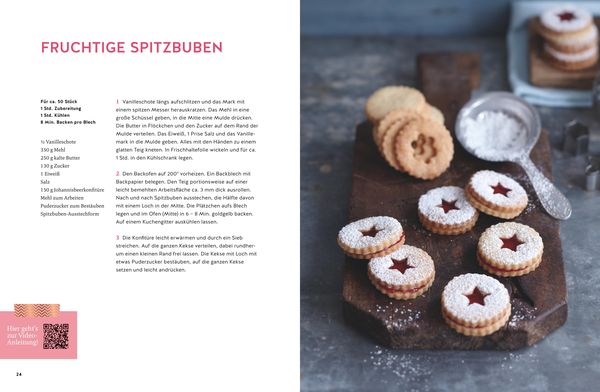 FRUCHTIGE SPITZBUBEN
Für ca. 50 Stück
1 Std. Zubereitung
1 Std. Kühlen
8 Min. Backen pro Blech
½ Vanilleschote
350 g Mehl
250 g kalte Butter
130 g Zucker
1 Eiweiß
Salz
150 g Johannisbeerkonfitüre
Mehl zum Arbeiten
Puderzucker zum Bestäuben
Spitzbuben-Ausstechform
1 Vanilleschote längs aufschlitzen und das Mark mit
einem spitzen Messer herauskratzen. Das Mehl in eine
große Schüssel geben, in die Mitte eine Mulde drücken.
Die Butter in Flöckchen und den Zucker auf dem Rand der
Mulde verteilen. Das Eiweiß, 1 Prise Salz und das Vanille-
mark in die Mulde geben. Alles mit den Händen zu einem
glatten Teig kneten. In Frischhaltefolie wickeln und für ca.
1 Std. in den Kühlschrank legen.
2 Den Backofen auf 200° vorheizen. Ein Backblech mit
Backpapier belegen. Den Teig portionsweise auf einer
leicht bemehlten Arbeitsfläche ca. 3 mm dick ausrollen.
Nach und nach Spitzbuben ausstechen, die Hälfte davon
mit einem Loch in der Mitte. Die Plätzchen aufs Blech
legen und im Ofen (Mitte) in 6 – 8 Min. goldgelb backen.
Auf einem Kuchengitter auskühlen lassen.
3 Die Konfitüre leicht erwärmen und durch ein Sieb
streichen. Auf die ganzen Kekse verteilen, dabei rundher-
um einen kleinen Rand frei lassen. Die Kekse mit Loch mit
etwas Puderzucker bestäuben, auf die ganzen Kekse
setzen und leicht andrücken.
Hier geht's
zur Video-
Anleitung!
24